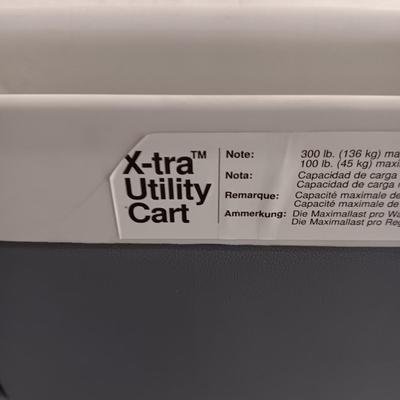 X-tra™
Utility
Cart
Note: 300 lb. (136 kg)
100 lb. (45 kg)
Nota: Capacidad de carga
Capacidad de carga
Remarque: Capacité maximale de
Capacité maximale de
Anmerkung: Die Maximallast pro
Die Maximallast pro